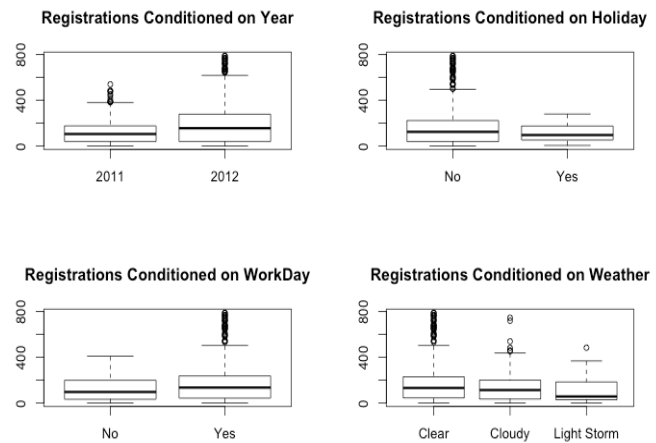 Registrations Conditioned on Year
800
400
0
2011 2012
Registrations Conditioned on Holiday
800
400
0
No Yes
Registrations Conditioned on WorkDay
800
400
0
No Yes
Registrations Conditioned on Weather
800
400
0
Clear Cloudy Light Storm